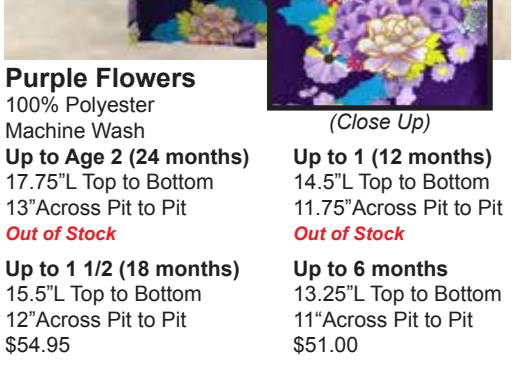 Purple Flowers
100% Polyester
Machine Wash
(Close Up)
Up to Age 2 (24 months)
17.75”L Top to Bottom
13”Across Pit to Pit
Out of Stock
Up to 1 (12 months)
14.5”L Top to Bottom
11.75”Across Pit to Pit
Out of Stock
Up to 1 1/2 (18 months)
15.5”L Top to Bottom
12”Across Pit to Pit
$54.95
Up to 6 months
13.25”L Top to Bottom
11“Across Pit to Pit
$51.00